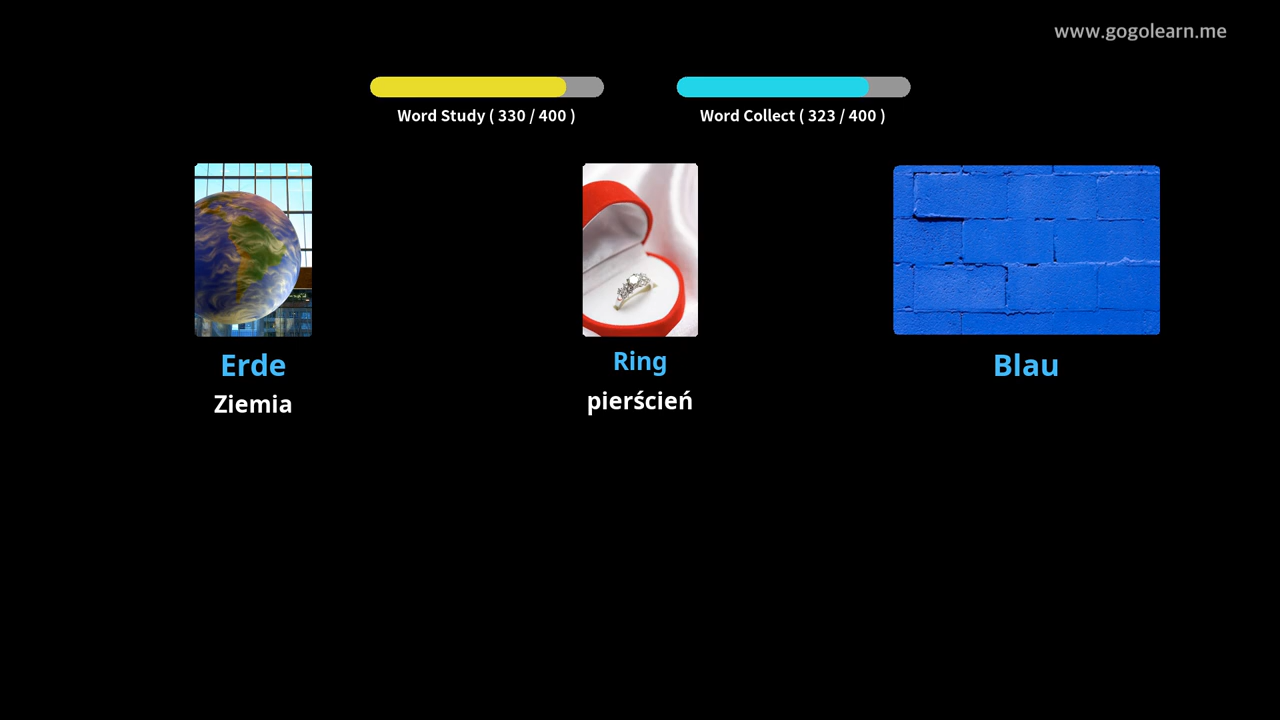 www.gogolearn.me
Word Study ( 330 / 400 )
Word Collect ( 323 / 400 )
Erde
Ziemia
Ring
pierścień
Blau